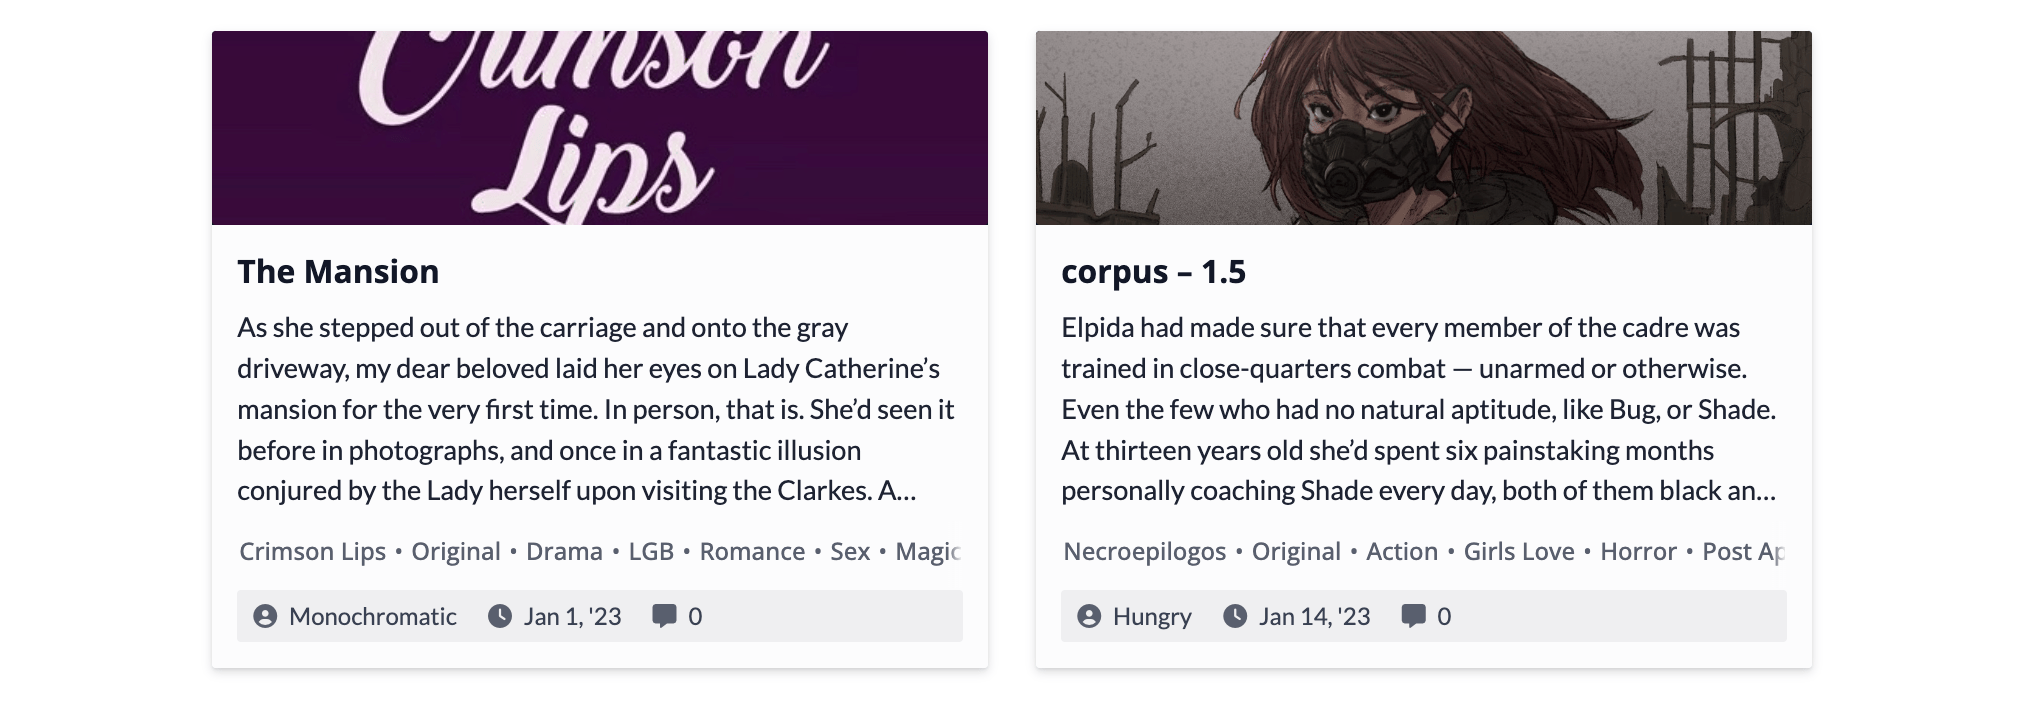 Crimson
Lips
The Mansion
As she stepped out of the carriage and onto the gray
driveway, my dear beloved laid her eyes on Lady Catherine’s
mansion for the very first time. In person, that is. She’d seen it
before in photographs, and once in a fantastic illusion
conjured by the Lady herself upon visiting the Clarkes. A…
Crimson Lips • Original • Drama • LGB • Romance • Sex • Magic
Monochromatic Jan 1, '23 0
corpus – 1.5
Elpida had made sure that every member of the cadre was
trained in close-quarters combat — unarmed or otherwise.
Even the few who had no natural aptitude, like Bug, or Shade.
At thirteen years old she’d spent six painstaking months
personally coaching Shade every day, both of them black an…
Necroepilogos • Original • Action • Girls Love • Horror • Post Ap
Hungry Jan 14, '23 0